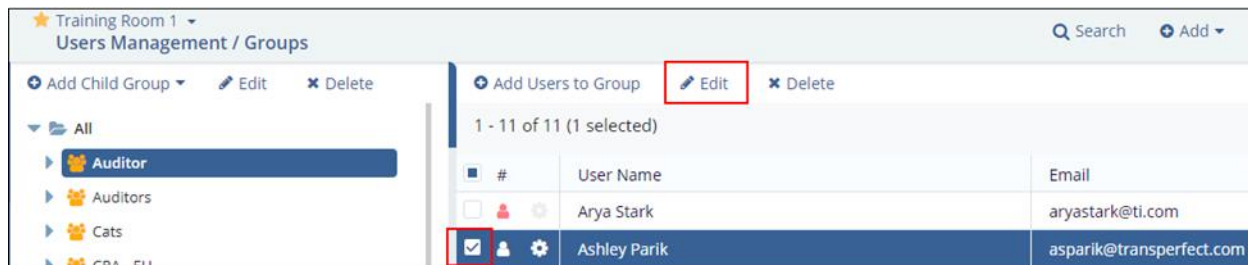 Training Room 1
Users Management / Groups
Search
Add
Add Child Group
Edit
Delete
All
Auditor
Auditors
Cats
Add Users to Group
Edit
Delete
1 - 11 of 11 (1 selected)
# User Name Email
Arya Stark aryastark@ti.com
Ashley Parik asparik@transperfect.com